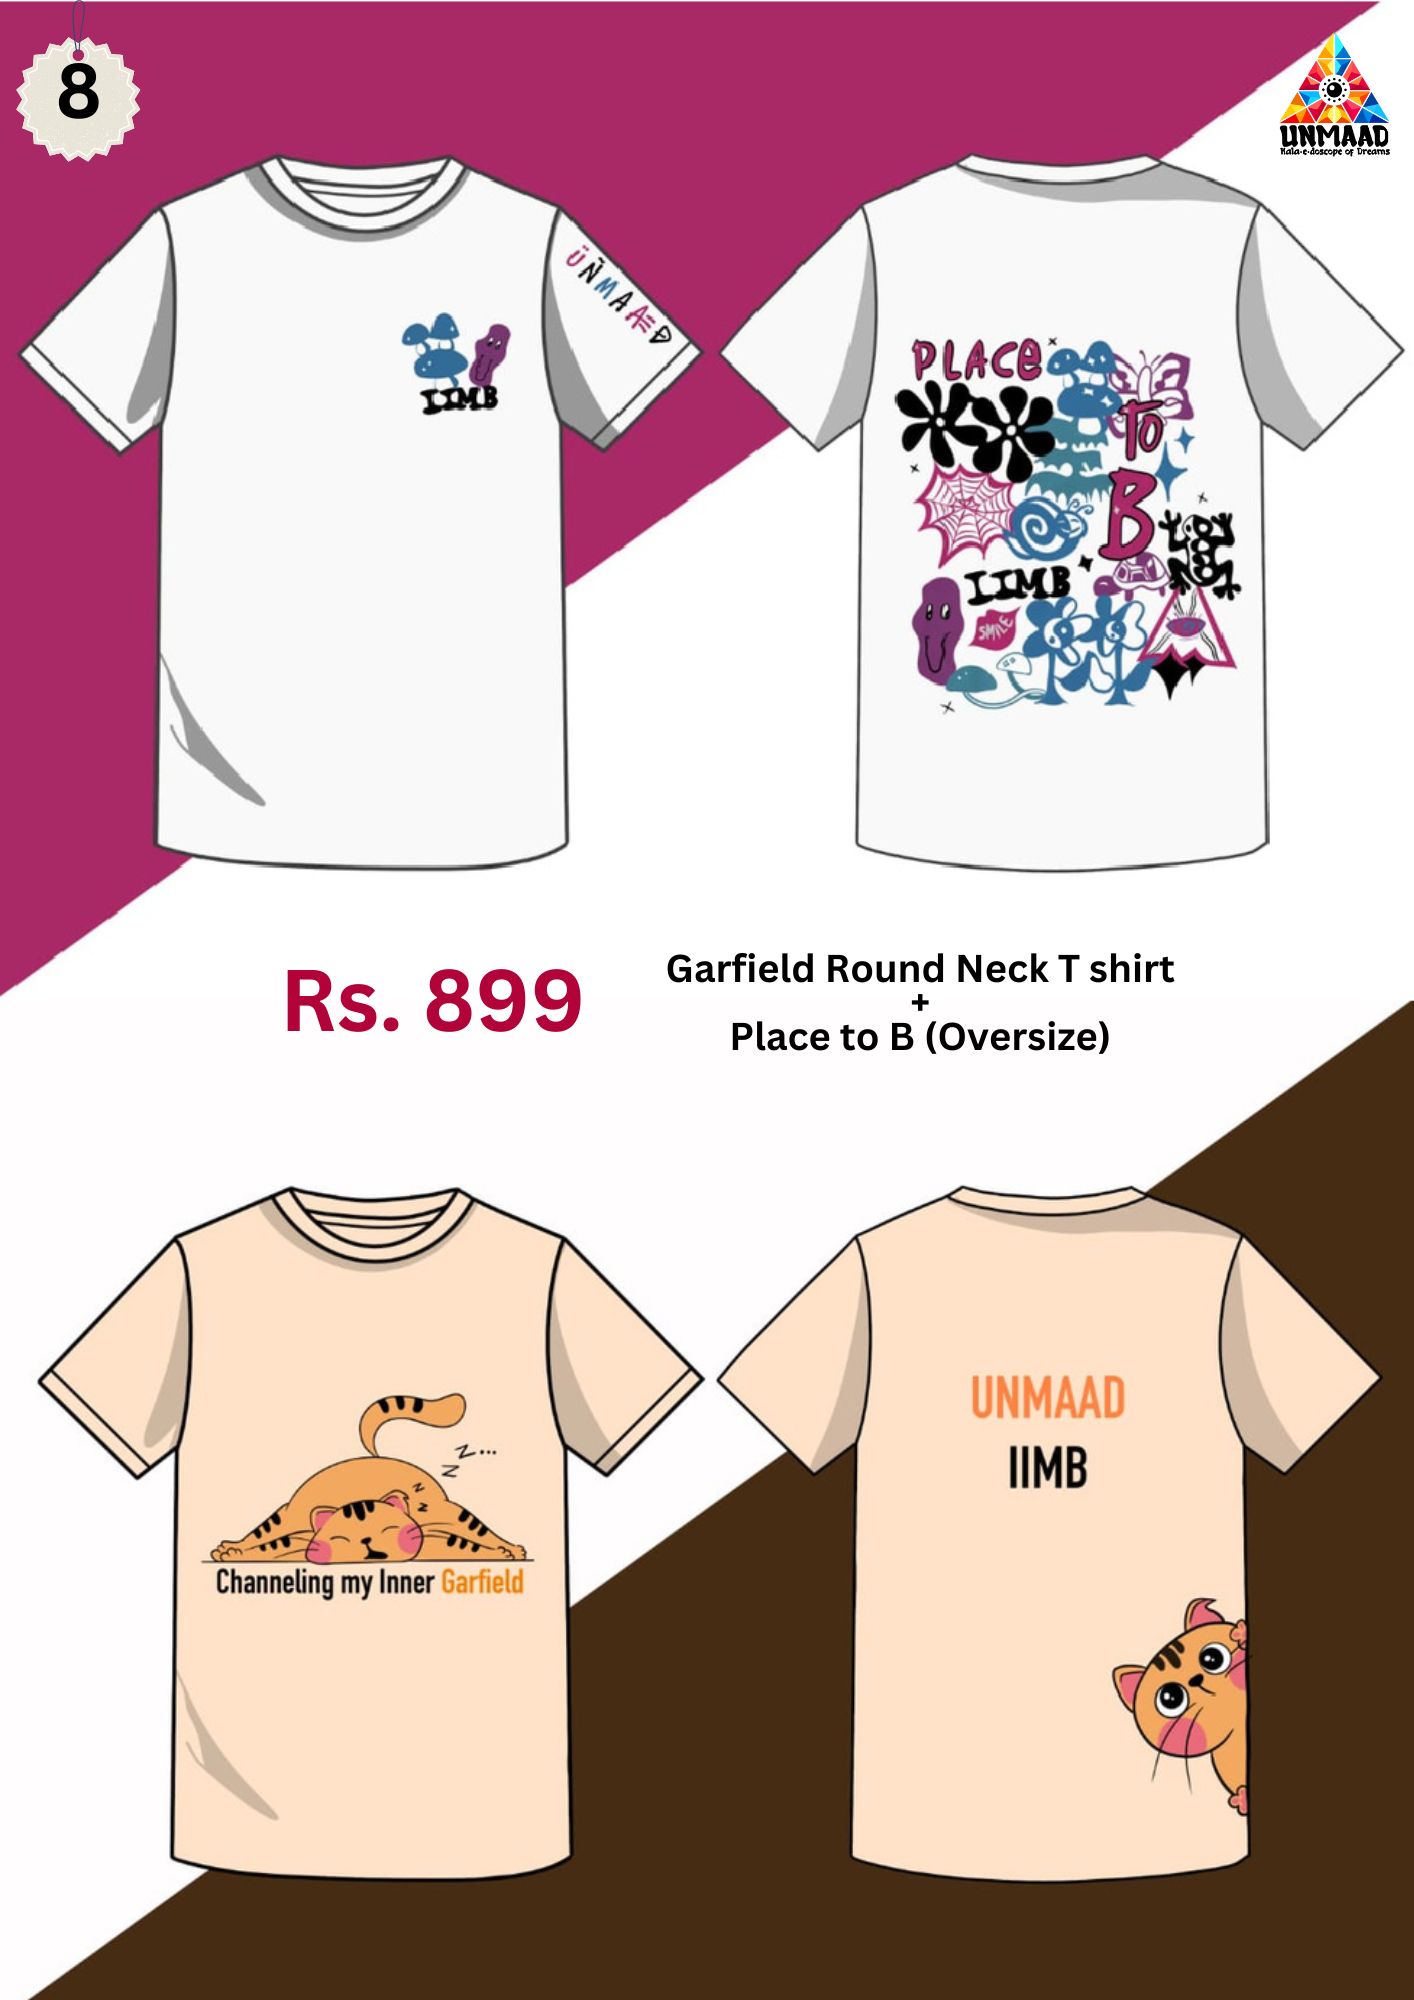 8
UNMAAD
Kala-e-doscope of Dreams
UNMAAD
IIMB
PLACE
TO
B
IIMB
SMILE
Rs. 899
Garfield Round Neck T shirt
+
Place to B (Oversize)
z z z z...
Channeling my Inner Garfield
UNMAAD
IIMB